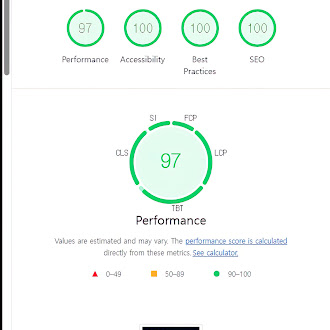 97 100 100 100
Performance Accessibility Best Practices SEO
SI FCP
CLS LCP
97
TBT
Performance
Values are estimated and may vary. The performance score is calculated
directly from these metrics. See calculator.
0–49 50–89 90–100